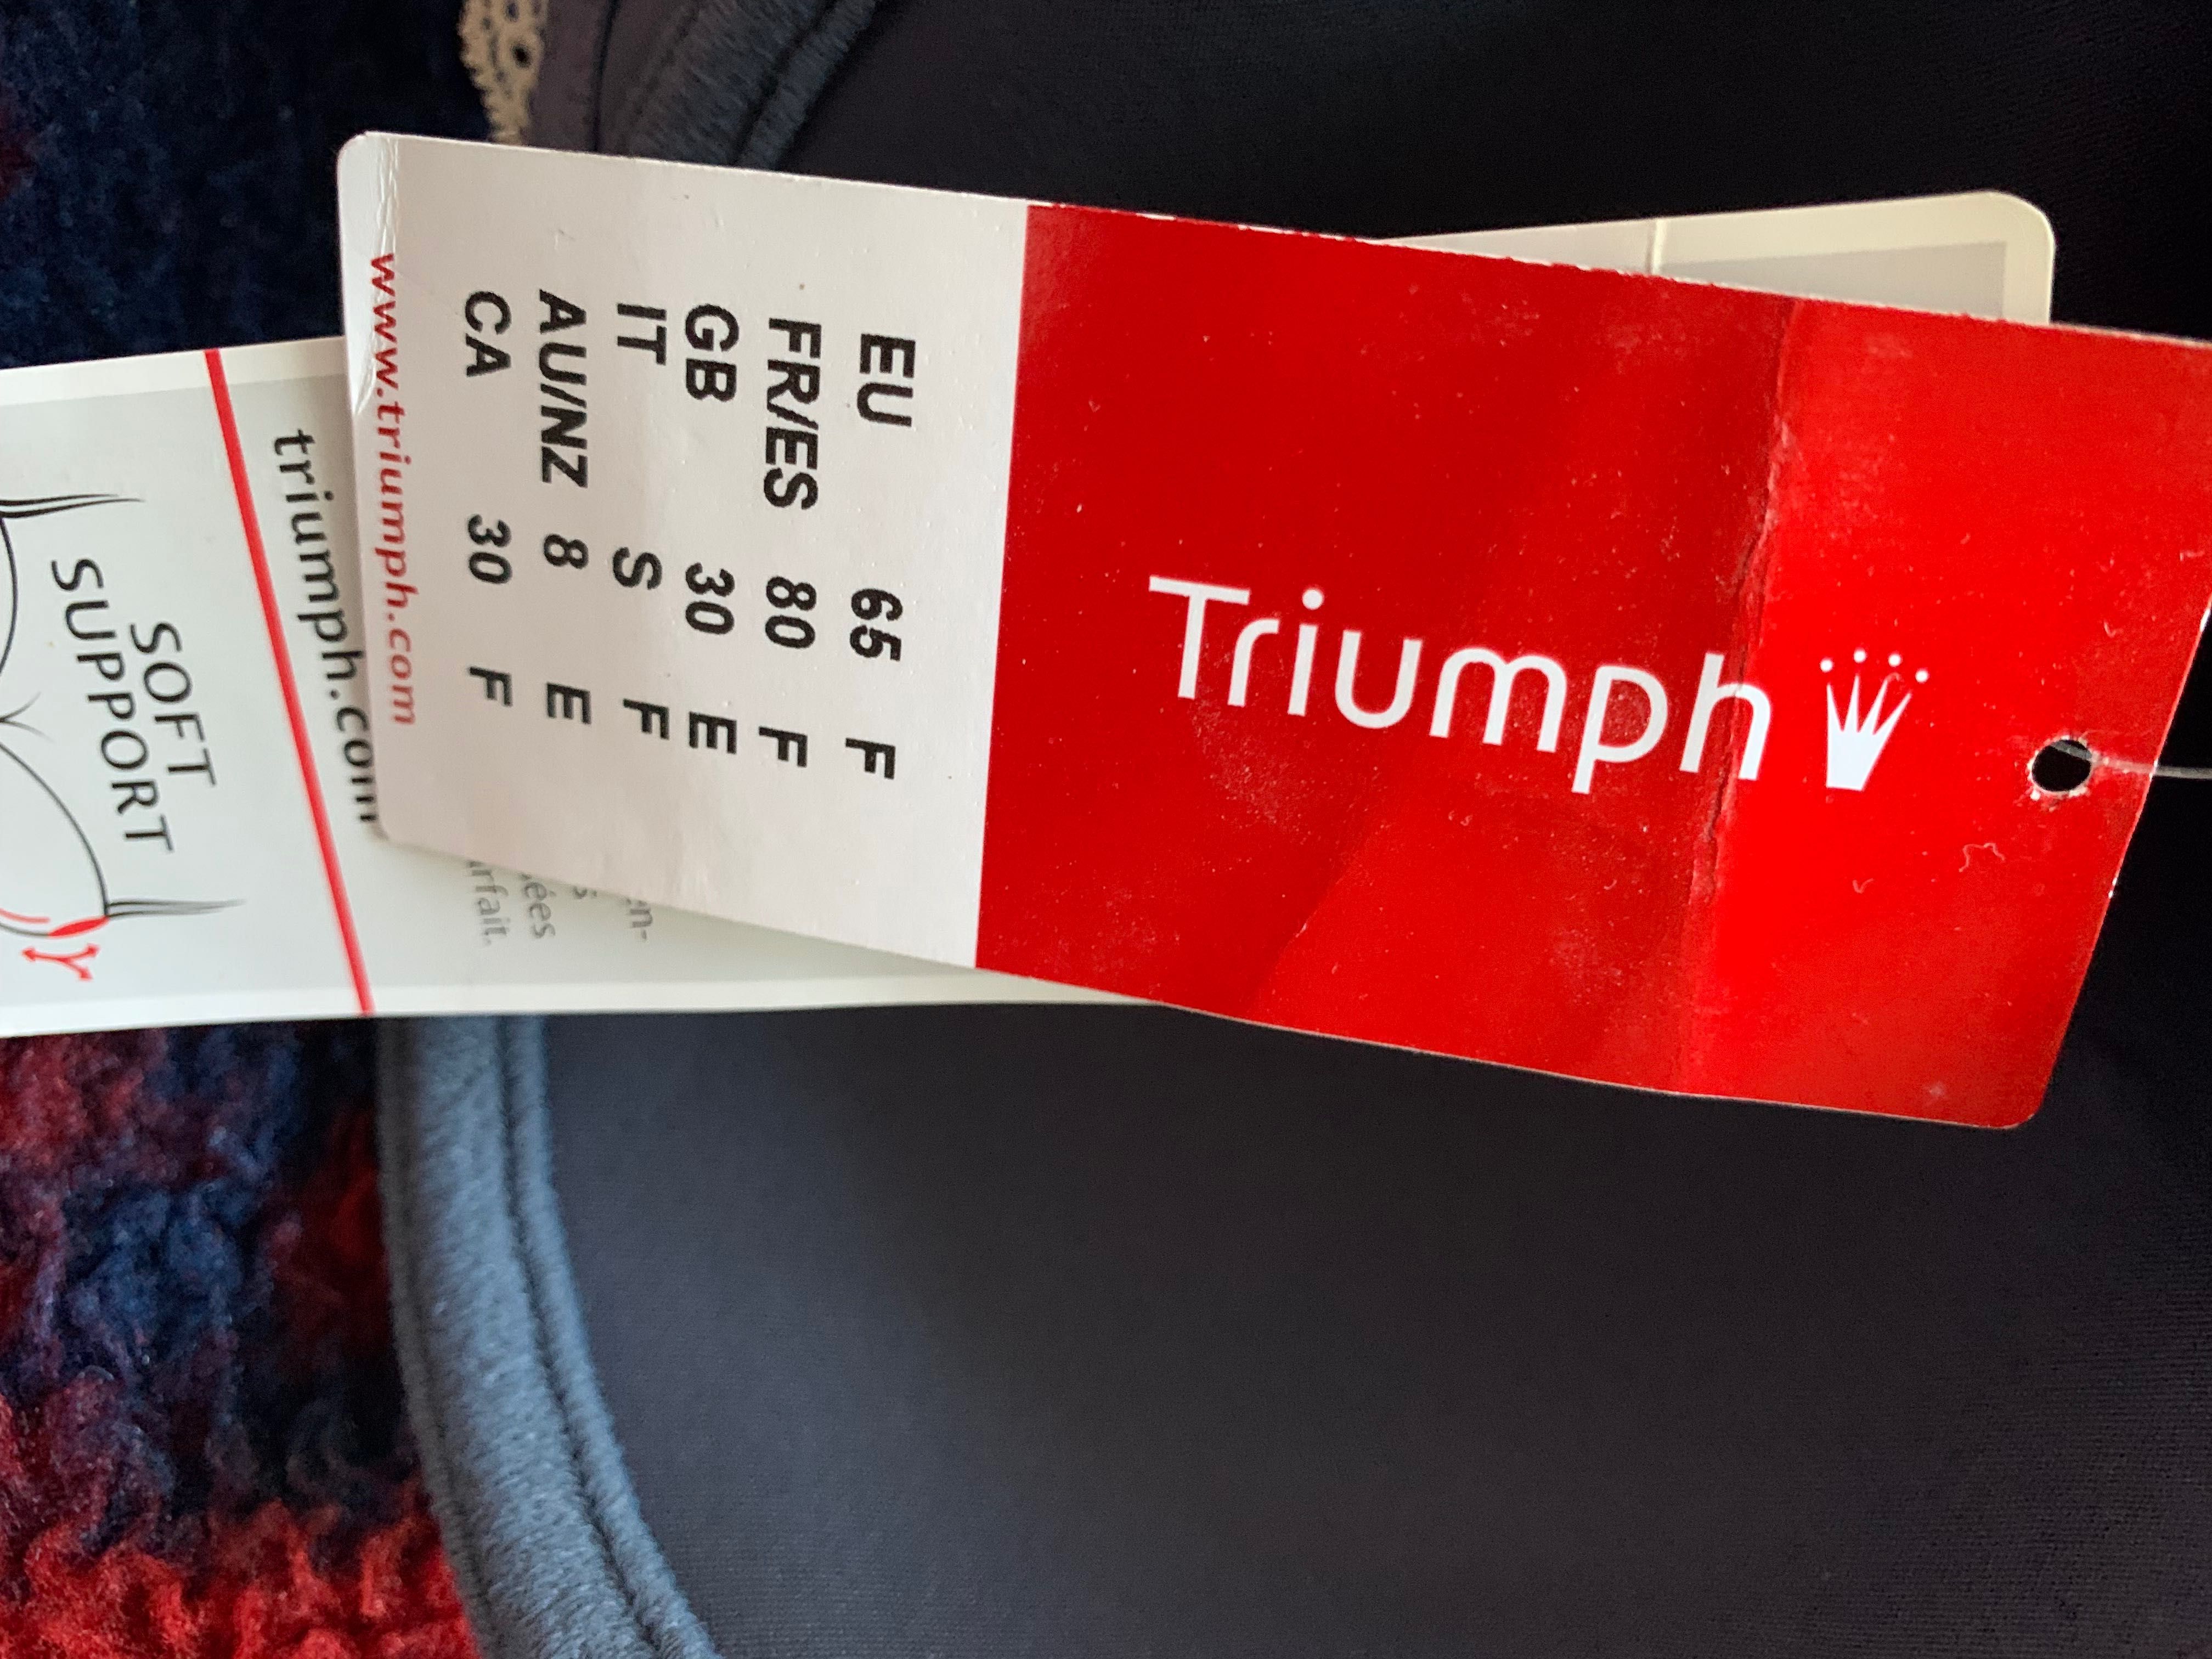 Triumph
EU 65 F
FR/ES 80 F
GB 30 E
IT S F
AU/NZ 8 E
CA 30 F
www.triumph.com
triumph.com
SOFT
SUPPORT